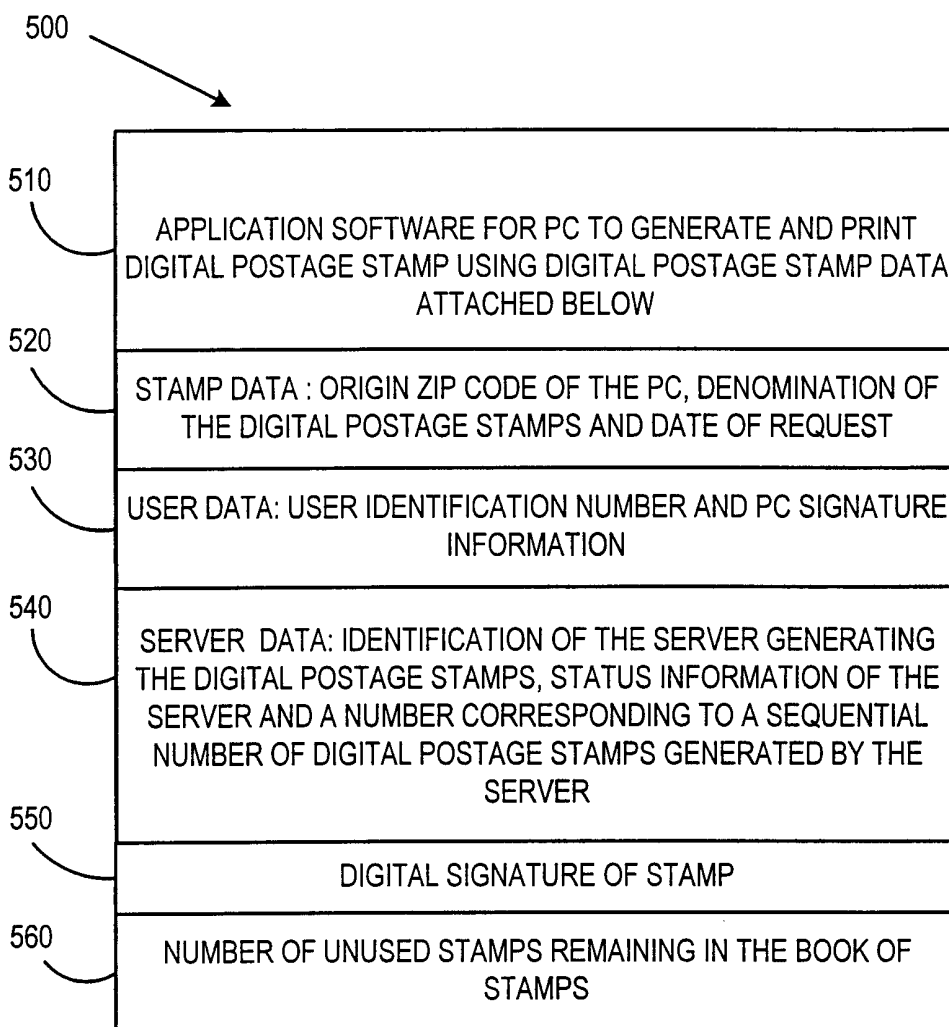 500
510
APPLICATION SOFTWARE FOR PC TO GENERATE AND PRINT
DIGITAL POSTAGE STAMP USING DIGITAL POSTAGE STAMP DATA
ATTACHED BELOW
520
STAMP DATA : ORIGIN ZIP CODE OF THE PC, DENOMINATION OF
THE DIGITAL POSTAGE STAMPS AND DATE OF REQUEST
530
USER DATA: USER IDENTIFICATION NUMBER AND PC SIGNATURE
INFORMATION
540
SERVER DATA: IDENTIFICATION OF THE SERVER GENERATING
THE DIGITAL POSTAGE STAMPS, STATUS INFORMATION OF THE
SERVER AND A NUMBER CORRESPONDING TO A SEQUENTIAL
NUMBER OF DIGITAL POSTAGE STAMPS GENERATED BY THE
SERVER
550
DIGITAL SIGNATURE OF STAMP
560
NUMBER OF UNUSED STAMPS REMAINING IN THE BOOK OF
STAMPS